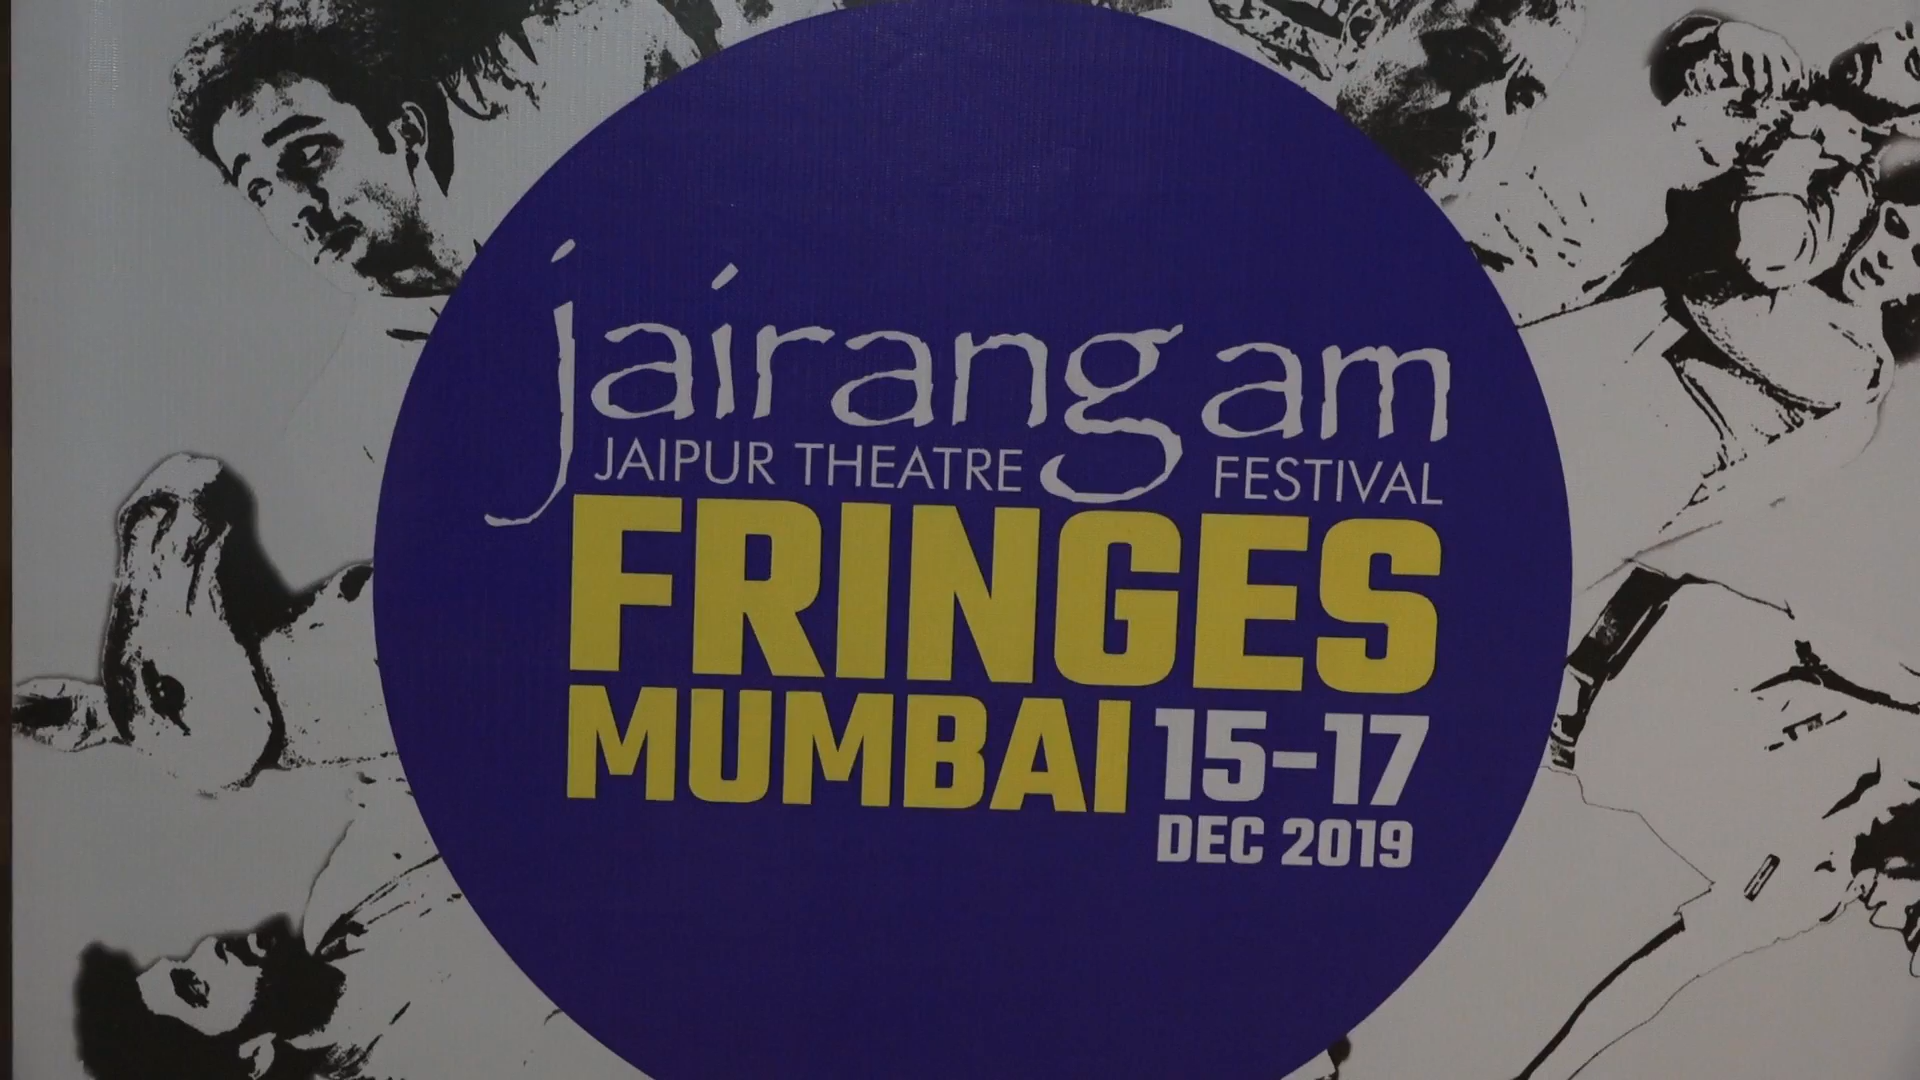 jairangam
JAIPUR THEATRE FESTIVAL
FRINGES
MUMBAI 15-17
DEC 2019